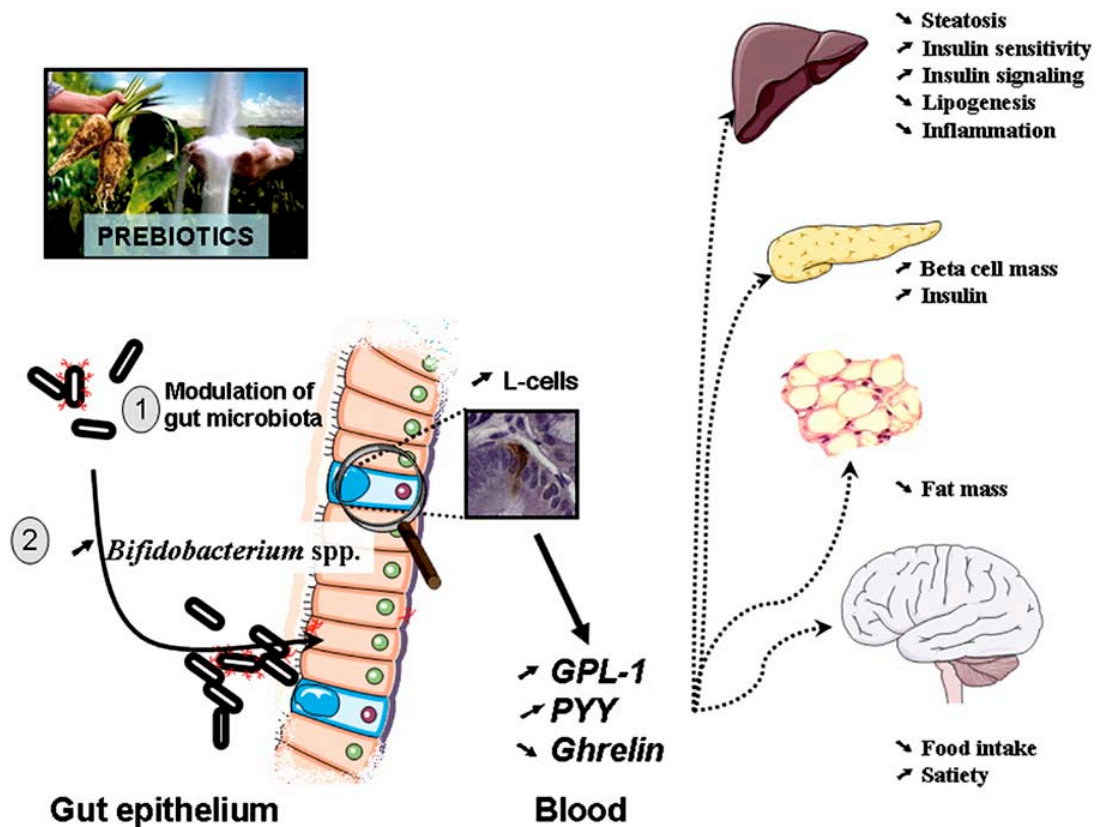 PREBIOTICS
1
Modulation of
gut microbiota
2
↗ Bifidobacterium spp.
↗ L-cells
↗ GPL-1
↗ PYY
↘ Ghrelin
Gut epithelium
Blood
↘ Steatosis
↗ Insulin sensitivity
↗ Insulin signaling
↘ Lipogenesis
↘ Inflammation
↗ Beta cell mass
↗ Insulin
↘ Fat mass
↘ Food intake
↗ Satiety